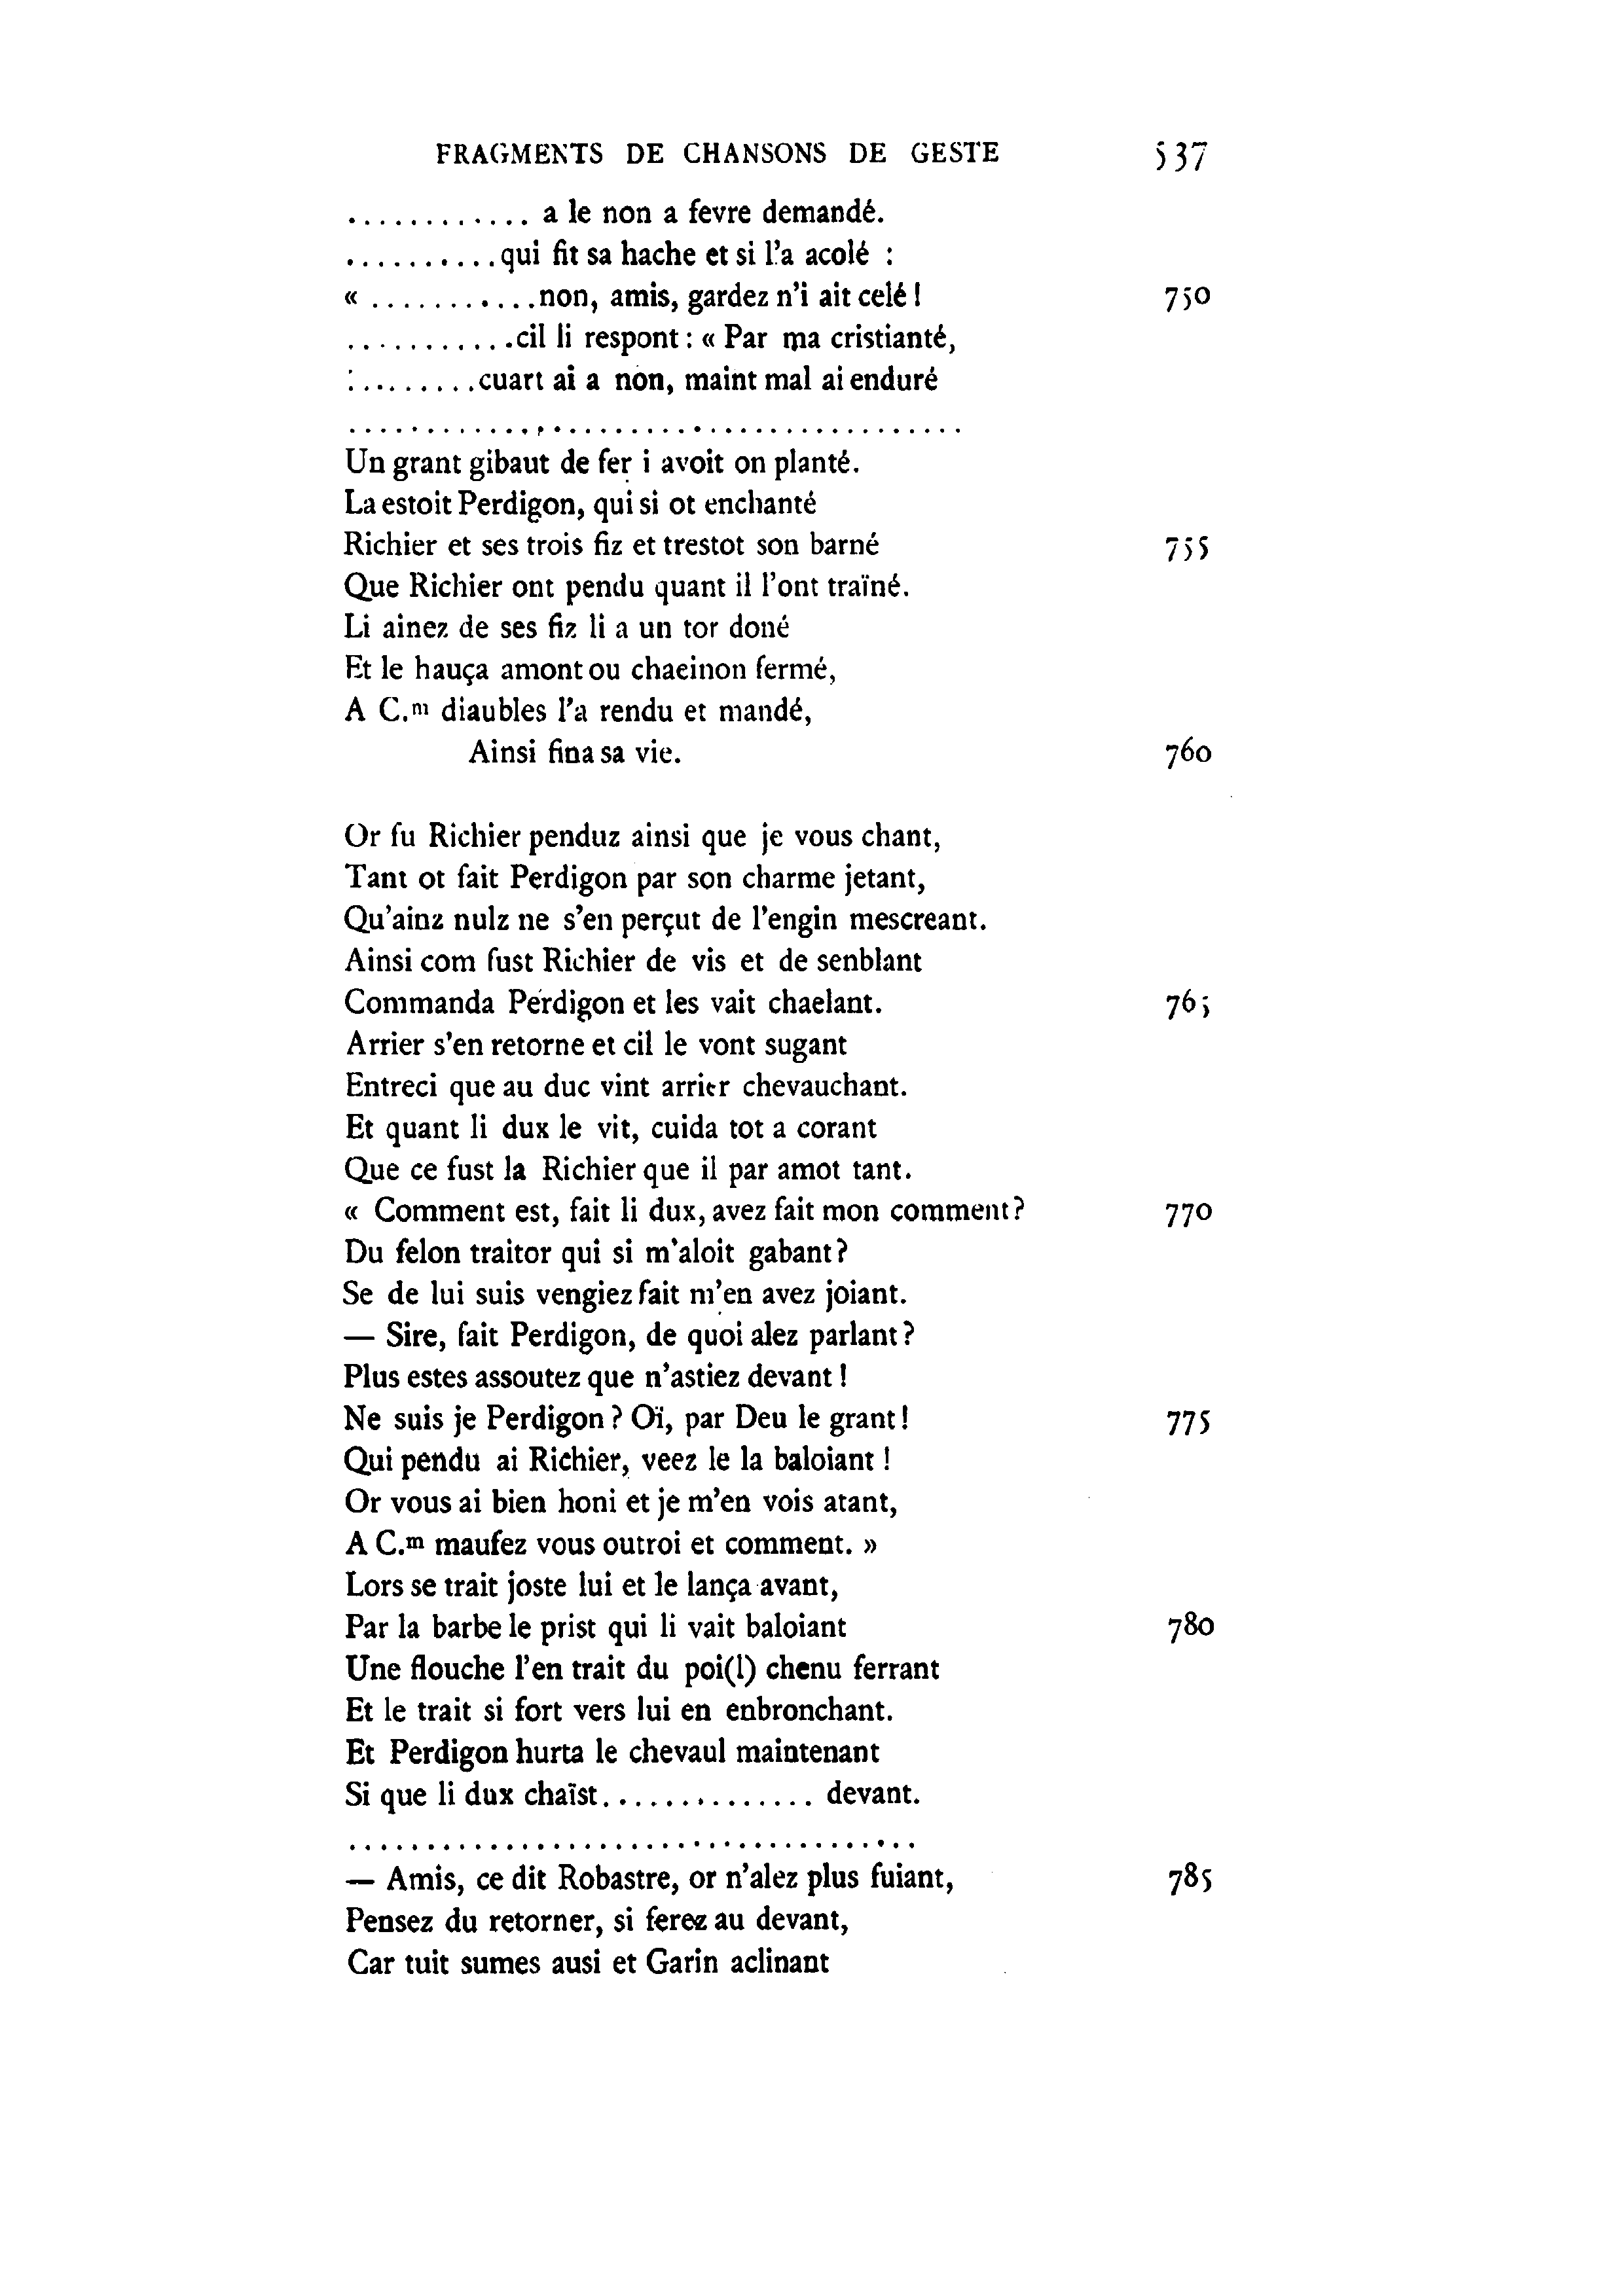 FRAGMENTS DE CHANSONS DE GESTE 537
............ a le non a fevre demandé.
.......... qui fit sa hache et si l'a acolé :
« ........... non, amis, gardez n'i ait celé ! 750
........... cil li respont : « Par ma cristianté,
......... cuart ai a non, maint mal ai enduré
.......................................
Un grant gibaut de fer i avoit on planté.
La estoit Perdigon, qui si ot enchanté
Richier et ses trois fiz et trestot son barné 755
Que Richier ont pendu quant il l'ont traïné.
Li ainez de ses fiz li a un tor doné
Et le hauça amont ou chaeinon fermé,
A C.m diaubles l'a rendu et mandé,
Ainsi fina sa vie. 760
Or fu Richier penduz ainsi que je vous chant,
Tant ot fait Perdigon par son charme jetant,
Qu'ainz nulz ne s'en perçut de l'engin mescreant.
Ainsi com fust Richier de vis et de senblant
Commanda Perdigon et les vait chaelant. 765
Arrier s'en retorne et cil le vont sugant
Entreci que au duc vint arrier chevauchant.
Et quant li dux le vit, cuida tot a corant
Que ce fust la Richier que il par amot tant.
« Comment est, fait li dux, avez fait mon comment ? 770
Du felon traitor qui si m'aloit gabant ?
Se de lui suis vengiez fait m'en avez joiant.
— Sire, fait Perdigon, de quoi alez parlant ?
Plus estes assoutez que n'astiez devant !
Ne suis je Perdigon ? Oï, par Deu le grant ! 775
Qui pendu ai Richier, veez le la baloiant !
Or vous ai bien honi et je m'en vois atant,
A C.m maufez vous outroi et comment. »
Lors se trait joste lui et le lança avant,
Par la barbe le prist qui li vait baloiant 780
Une flouche l'en trait du poi(l) chenu ferrant
Et le trait si fort vers lui en enbronchant.
Et Perdigon hurta le chevaul maintenant
Si que li dux chaïst.............. devant.
.....................................
— Amis, ce dit Robastre, or n'alez plus fuiant, 785
Pensez du retorner, si ferez au devant,
Car tuit sumes ausi et Garin aclinant